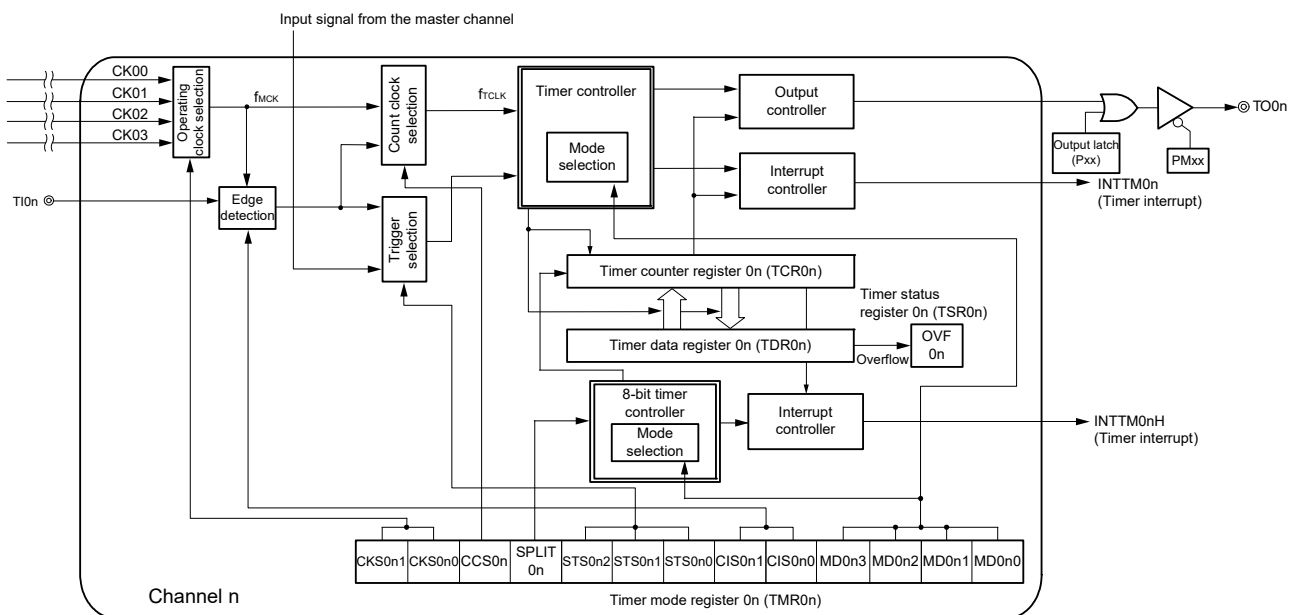 Input signal from the master channel
CK00
CK01
CK02
CK03
Operating
clock selection
fMCK
Count clock
selection
fTCLK
Timer controller
Mode
selection
Output
controller
TO0n
Output latch
(Pxx)
PMxx
Interrupt
controller
INTTM0n
(Timer interrupt)
TI0n
Edge
detection
Trigger
selection
Timer counter register 0n (TCR0n)
Timer status
register 0n (TSR0n)
Timer data register 0n (TDR0n)
Overflow
OVF
0n
8-bit timer
controller
Mode
selection
Interrupt
controller
INTTM0nH
(Timer interrupt)
CKS0n1 CKS0n0 CCS0n SPLIT 0n STS0n2 STS0n1 STS0n0 CIS0n1 CIS0n0 MD0n3 MD0n2 MD0n1 MD0n0
Channel n
Timer mode register 0n (TMR0n)